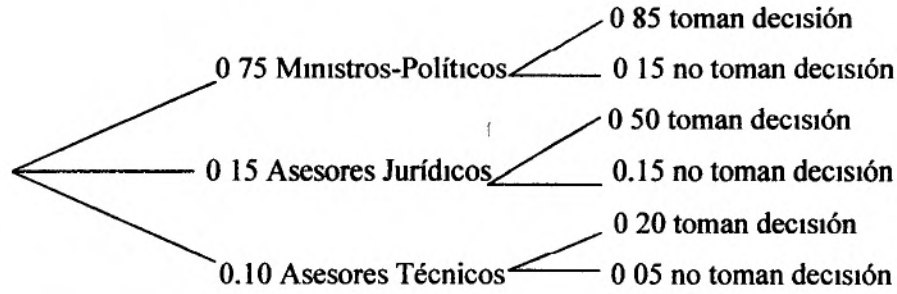 0 85 toman decisión
0 75 Ministros-Políticos
0 15 no toman decisión
0 50 toman decisión
0 15 Asesores Jurídicos
0.15 no toman decisión
0 20 toman decisión
0.10 Asesores Técnicos
0 05 no toman decisión